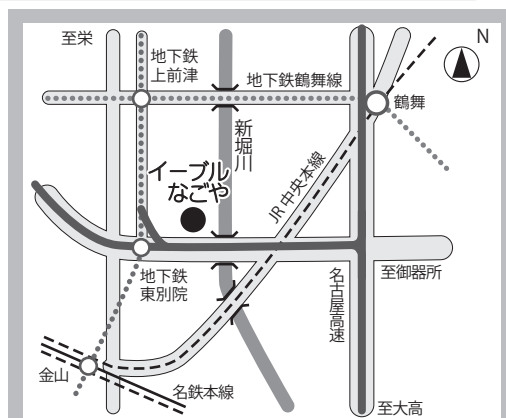 至栄
N
地下鉄
上前津
地下鉄鶴舞線
鶴舞
新堀川
イーブル
なごや
JR中央本線
地下鉄
東別院
名古屋高速
至御器所
金山
名鉄本線
至大高